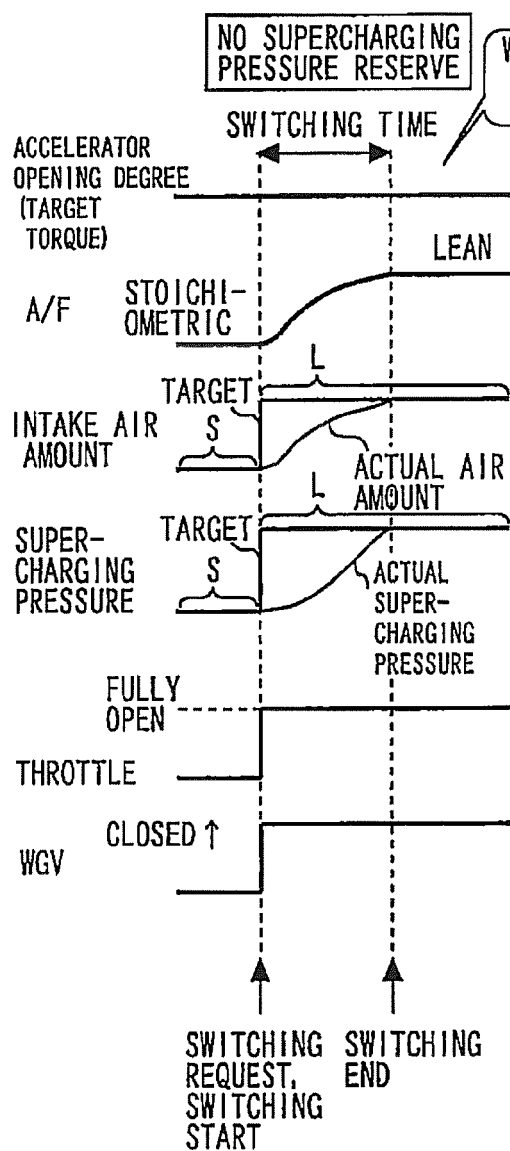 NO SUPERCHARGING
PRESSURE RESERVE
W
SWITCHING TIME
ACCELERATOR
OPENING DEGREE
(TARGET
TORQUE)
LEAN
A/F
STOICHI-
OMETRIC
L
TARGET
S
INTAKE AIR
AMOUNT
ACTUAL AIR
AMOUNT
L
TARGET
S
SUPER-
CHARGING
PRESSURE
ACTUAL
SUPER-
CHARGING
PRESSURE
FULLY
OPEN
THROTTLE
CLOSED ↑
WGV
SWITCHING
REQUEST,
SWITCHING
START
SWITCHING
END